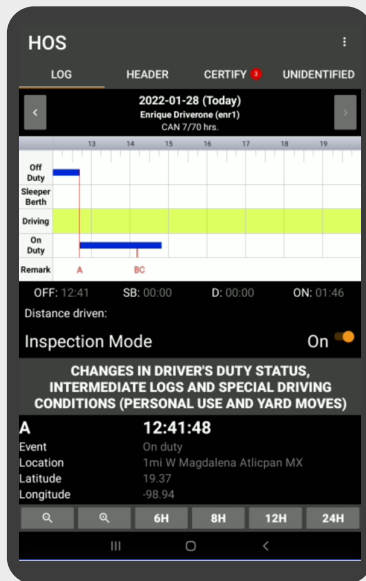 HOS
LOG HEADER CERTIFY 3 UNIDENTIFIED
2022-01-28 (Today)
Enrique Driverone (enr1)
CAN 7/70 hrs.
13 14 15 16 17 18 19
Off
Duty
Sleeper
Berth
Driving
On
Duty
Remark A BC
OFF: 12:41 SB: 00:00 D: 00:00 ON: 01:46
Distance driven:
Inspection Mode On
CHANGES IN DRIVER'S DUTY STATUS,
INTERMEDIATE LOGS AND SPECIAL DRIVING
CONDITIONS (PERSONAL USE AND YARD MOVES)
A 12:41:48
Event On duty
Location 1mi W Magdalena Atlicpan MX
Latitude 19.37
Longitude -98.94
6H 8H 12H 24H